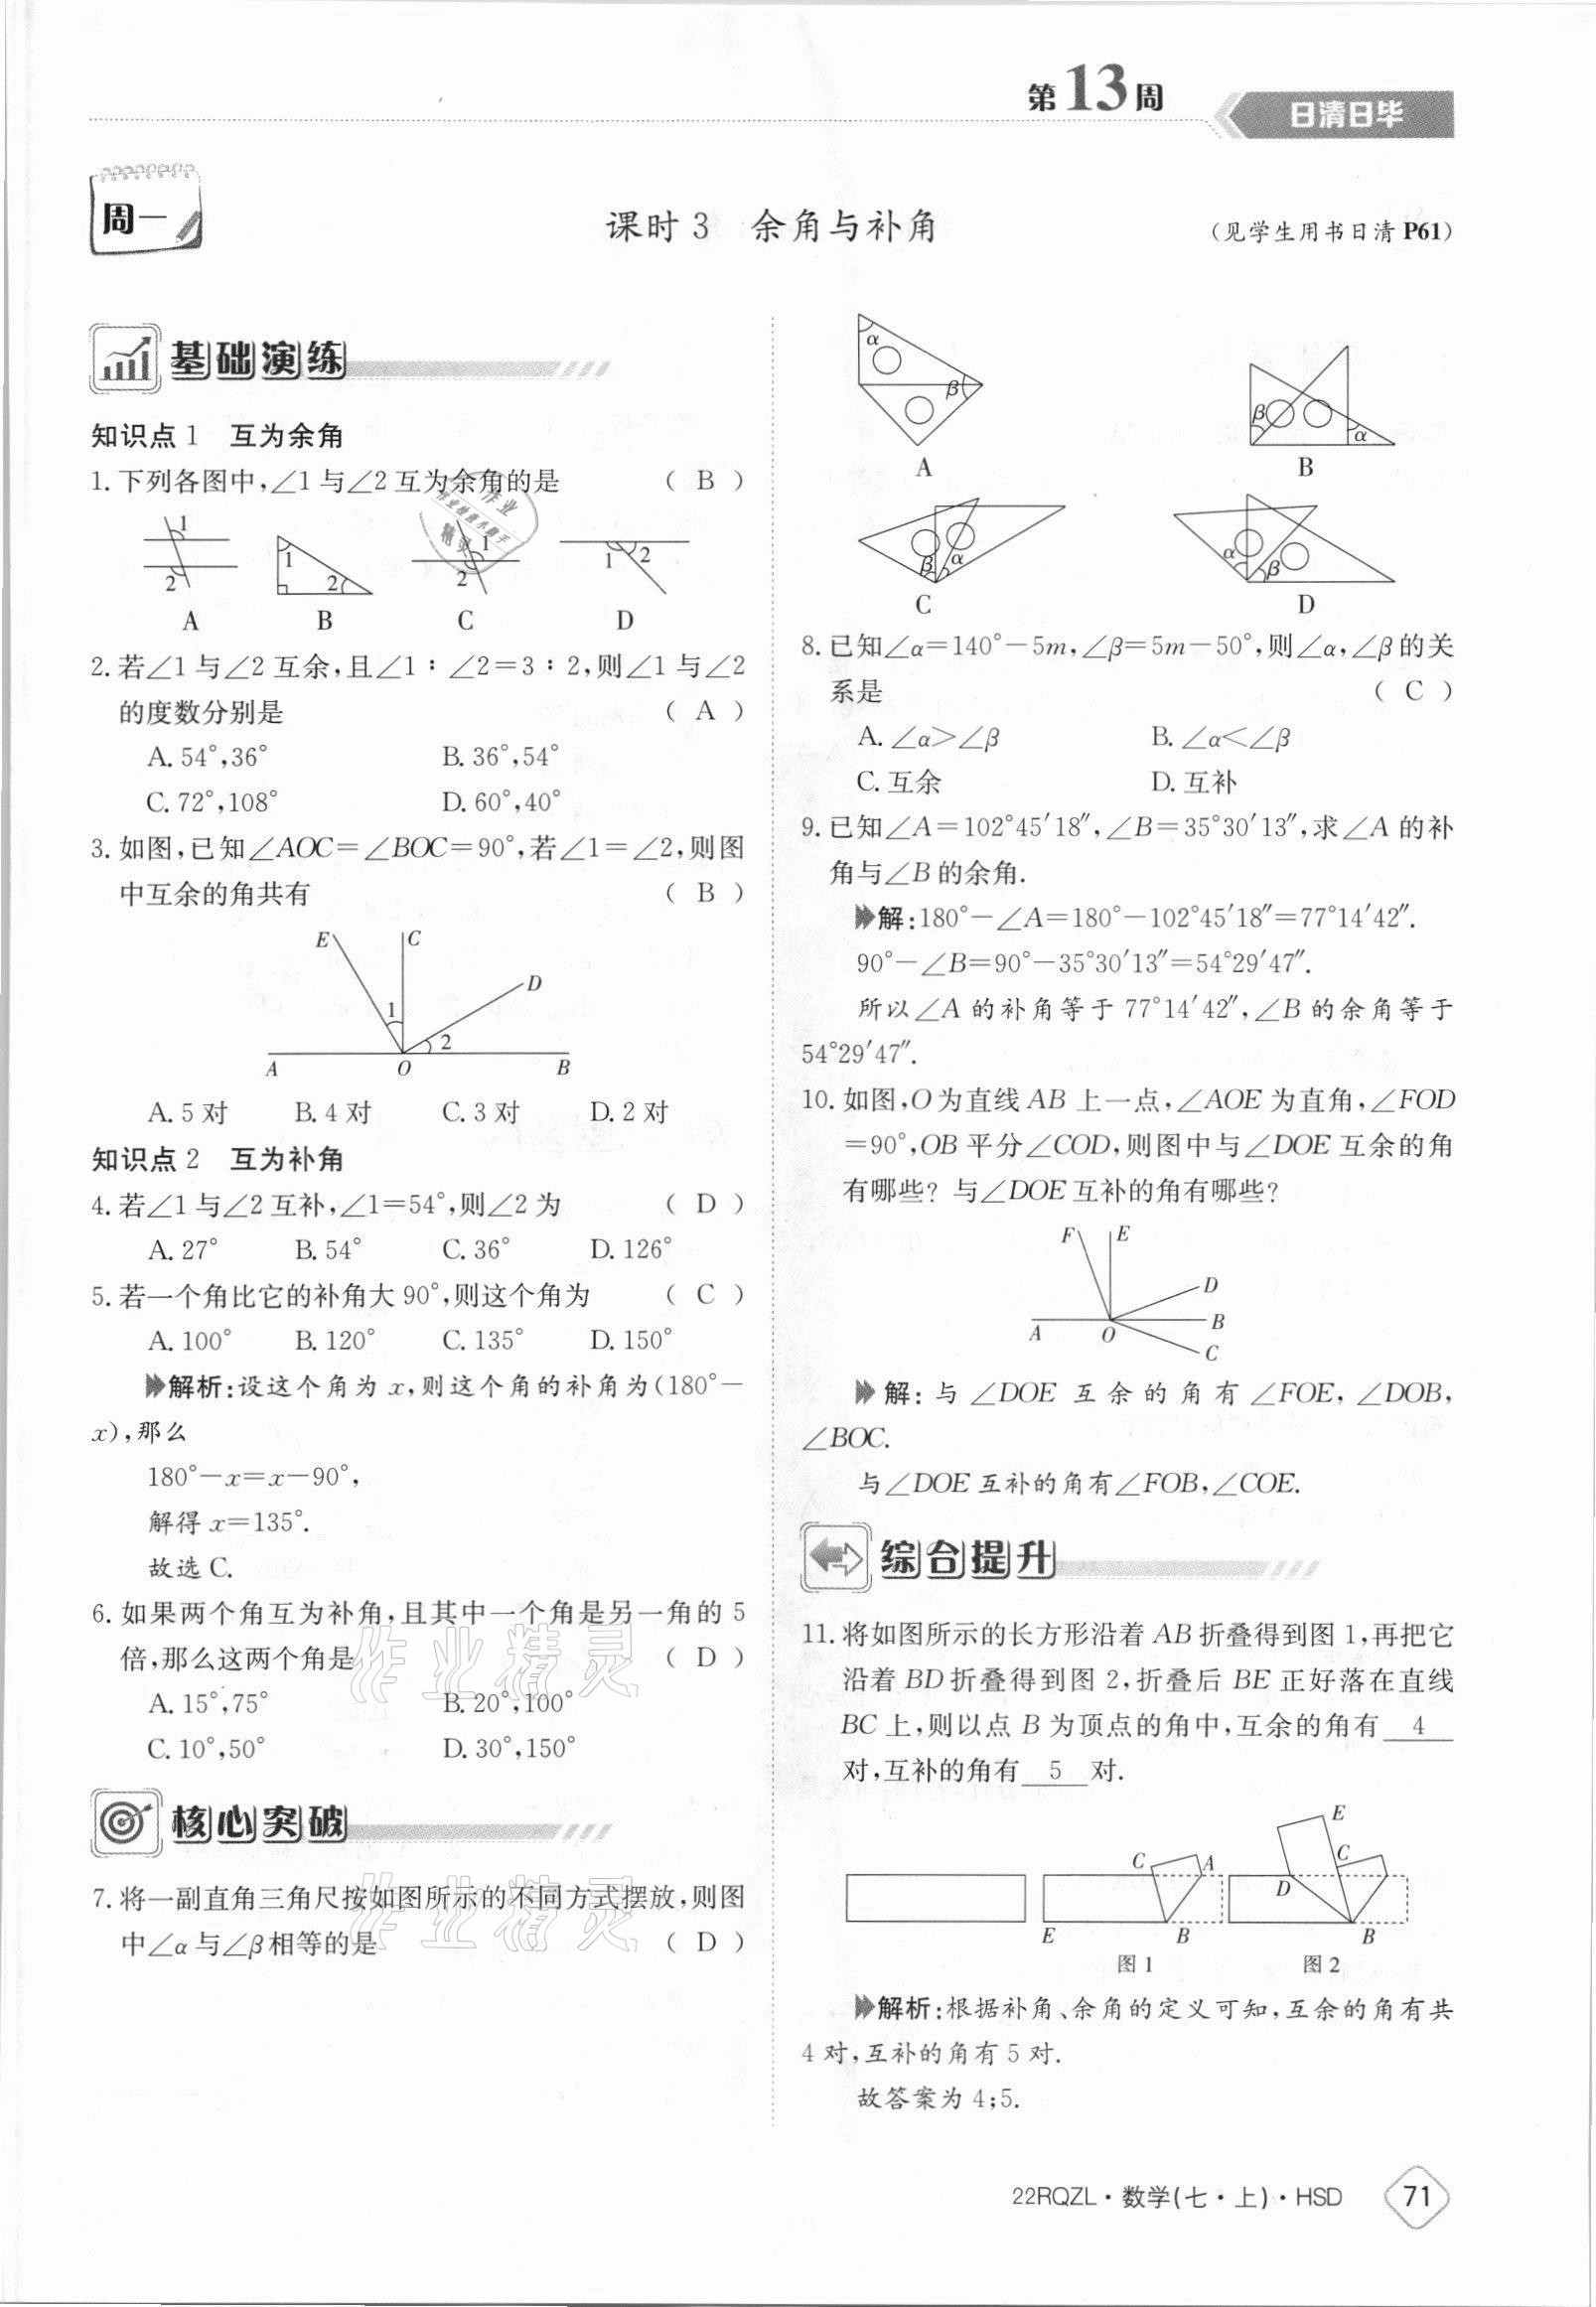 第13周
日清日毕
周一
课时3 余角与补角
(见学生用书日清P61)
基础演练
知识点1 互为余角
1.下列各图中,∠1与∠2互为余角的是 ( B )
1 2 1 2 1 2 1 2
A B C D
2.若∠1与∠2互余,且∠1∶∠2=3∶2,则∠1与∠2
的度数分别是 ( A )
A.54°,36° B.36°,54°
C.72°,108° D.60°,40°
3.如图,已知∠AOC=∠BOC=90°,若∠1=∠2,则图
中互余的角共有 ( B )
E C
D
1
2
A O B
A.5对 B.4对 C.3对 D.2对
知识点2 互为补角
4.若∠1与∠2互补,∠1=54°,则∠2为 ( D )
A.27° B.54° C.36° D.126°
5.若一个角比它的补角大90°,则这个角为 ( C )
A.100° B.120° C.135° D.150°
解析:设这个角为x,则这个角的补角为(180°-
x),那么
180°-x=x-90°,
解得x=135°.
故选C.
6.如果两个角互为补角,且其中一个角是另一角的5
倍,那么这两个角是 ( D )
A.15°,75° B.20°,100°
C.10°,50° D.30°,150°
核心突破
7.将一副直角三角尺按如图所示的不同方式摆放,则图
中∠α与∠β相等的是 ( D )
α β β α
A B
β α α β
C D
8.已知∠α=140°-5m,∠β=5m-50°,则∠α,∠β的关
系是 ( C )
A.∠α>∠β B.∠α<∠β
C.互余 D.互补
9.已知∠A=102°45′18″,∠B=35°30′13″,求∠A的补
角与∠B的余角.
解:180°-∠A=180°-102°45′18″=77°14′42″.
90°-∠B=90°-35°30′13″=54°29′47″.
所以∠A的补角等于77°14′42″,∠B的余角等于
54°29′47″.
10.如图,O为直线AB上一点,∠AOE为直角,∠FOD
=90°,OB平分∠COD,则图中与∠DOE互余的角
有哪些?与∠DOE互补的角有哪些?
F E
D
A O B
C
解:与∠DOE互余的角有∠FOE,∠DOB,
∠BOC.
与∠DOE互补的角有∠FOB,∠COE.
综合提升
11.将如图所示的长方形沿着AB折叠得到图1,再把它
沿着BD折叠得到图2,折叠后BE正好落在直线
BC上,则以点B为顶点的角中,互余的角有 4
对,互补的角有 5 对.
E
C A C
D
E B B
图1 图2
解析:根据补角、余角的定义可知,互余的角有共
4对,互补的角有5对.
故答案为4;5.
22RQZL·数学(七·上)·HSD
71
作业精灵
作业精灵